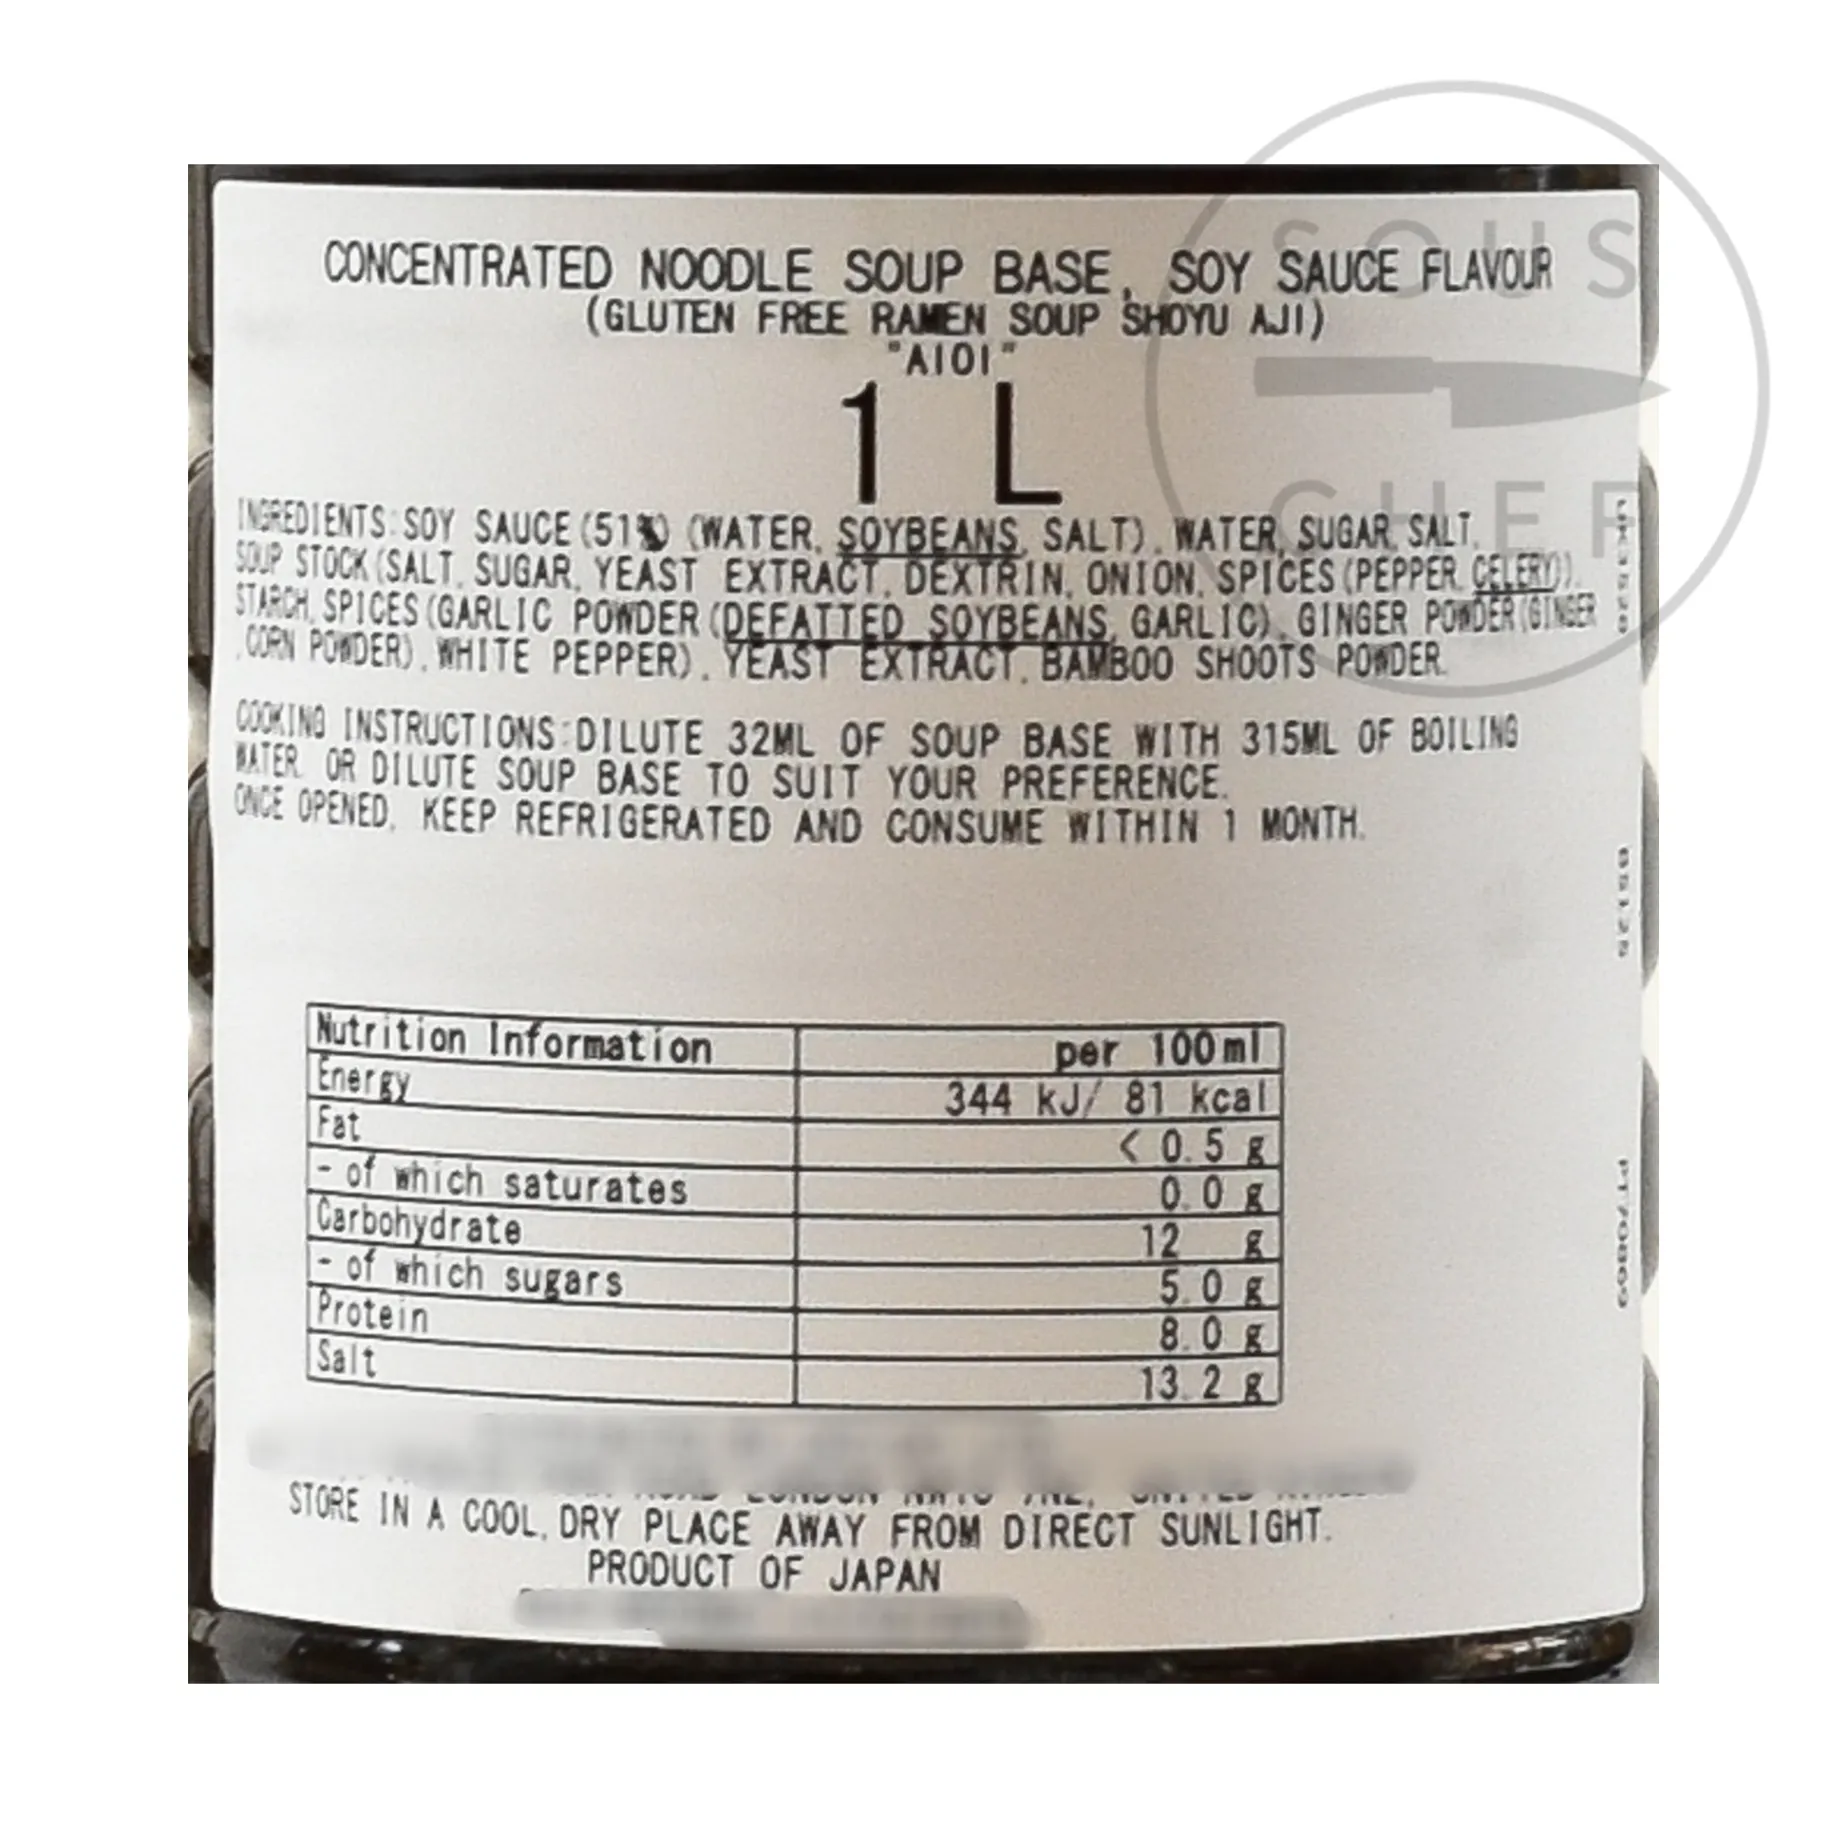 SOUS
CHEF
CONCENTRATED NOODLE SOUP BASE, SOY SAUCE FLAVOUR
(GLUTEN FREE RAMEN SOUP SHOYU AJI)
"AIOI"
1 L
INGREDIENTS:SOY SAUCE(51%)(WATER, SOYBEANS, SALT), WATER, SUGAR, SALT,
SOUP STOCK(SALT, SUGAR, YEAST EXTRACT, DEXTRIN, ONION, SPICES(PEPPER, CELERY)),
STARCH, SPICES(GARLIC POWDER(DEFATTED SOYBEANS, GARLIC), GINGER POWDER(GINGER
,CORN POWDER), WHITE PEPPER), YEAST EXTRACT, BAMBOO SHOOTS POWDER.
COOKING INSTRUCTIONS:DILUTE 32ML OF SOUP BASE WITH 315ML OF BOILING
WATER, OR DILUTE SOUP BASE TO SUIT YOUR PREFERENCE.
ONCE OPENED, KEEP REFRIGERATED AND CONSUME WITHIN 1 MONTH.
Nutrition Information per 100ml
Energy 344 kJ/ 81 kcal
Fat < 0.5 g
- of which saturates 0.0 g
Carbohydrate 12 g
- of which sugars 5.0 g
Protein 8.0 g
Salt 13.2 g
STORE IN A COOL, DRY PLACE AWAY FROM DIRECT SUNLIGHT.
PRODUCT OF JAPAN